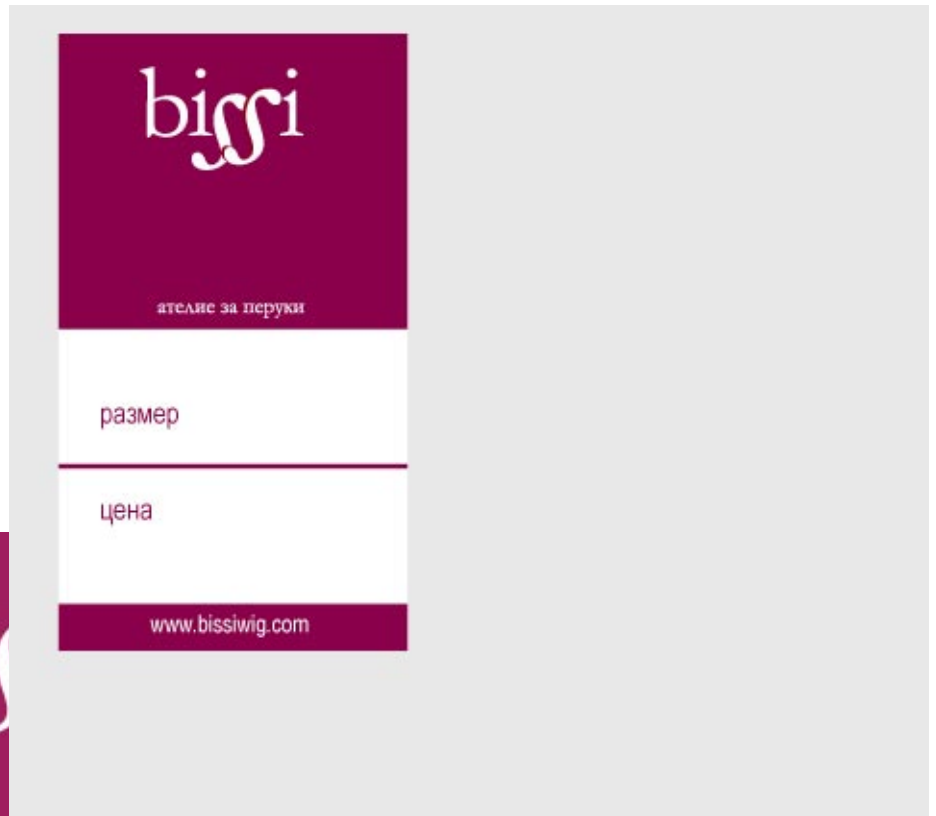 bissi
ателие за перуки
размер
цена
www.bissiwig.com